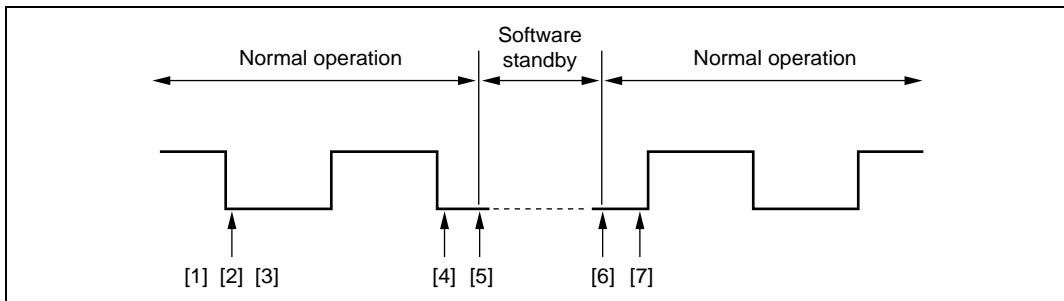 Software
standby
Normal operation
Normal operation
[1] [2] [3] [4] [5] [6] [7]